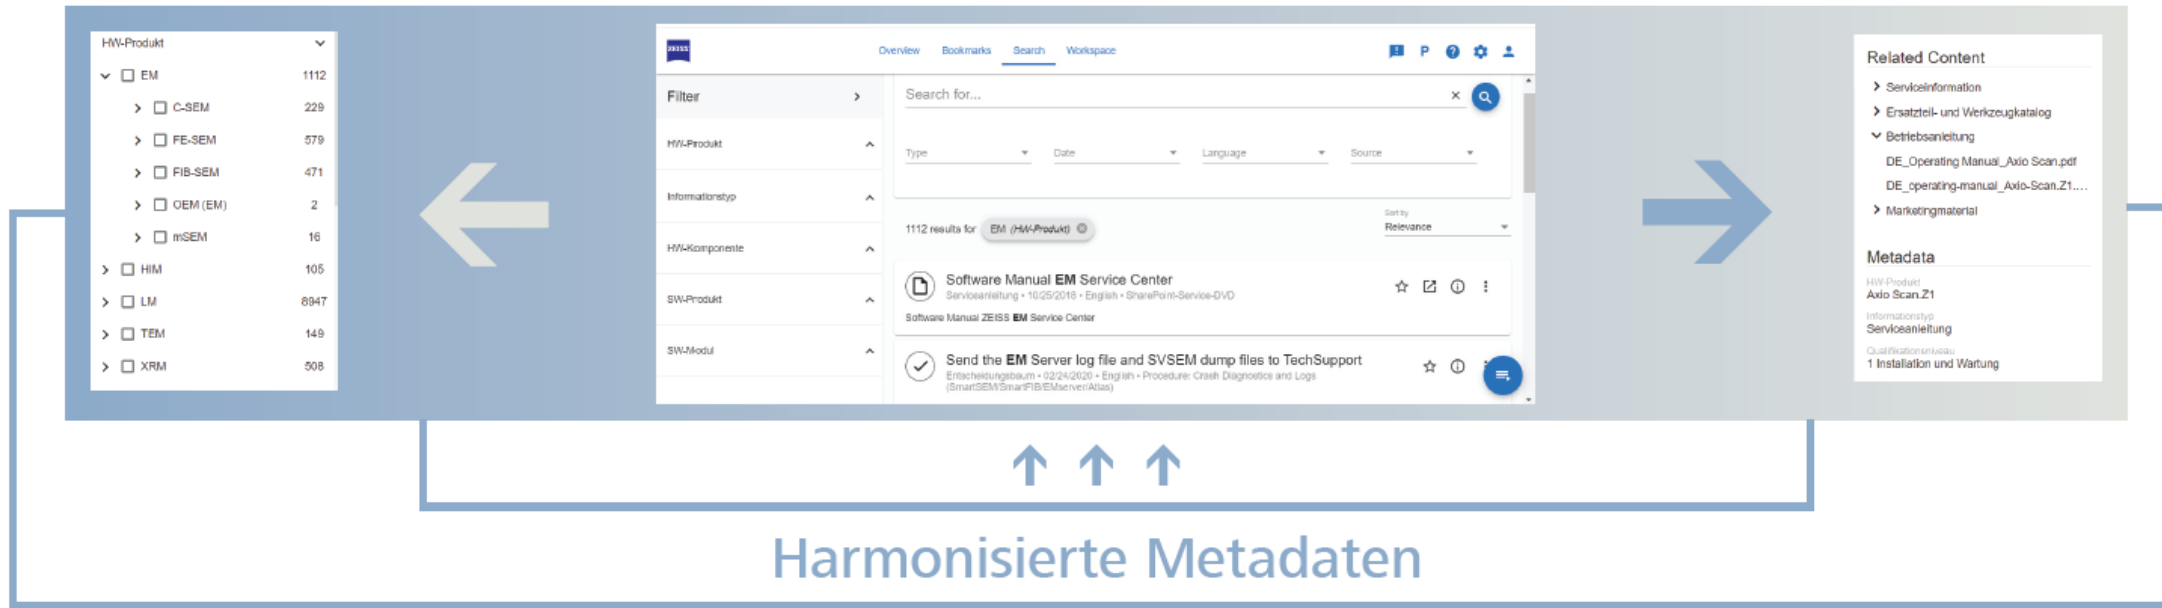 HW-Produkt
EM 1112
C-SEM 229
FE-SEM 579
FIB-SEM 471
OEM (EM) 2
mSEM 16
HIM 105
LM 8947
TEM 149
XRM 508
ZEISS
Overview Bookmarks Search Workspace
P
Filter
HW-Produkt
Informationstyp
HW-Komponente
SW-Produkt
SW-Modul
Search for...
Type Date Language Source
1112 results for EM (HW-Produkt)
Sort by
Relevance
Software Manual EM Service Center
Serviceanleitung • 10/25/2018 • English • SharePoint-Service-DVD
Software Manual ZEISS EM Service Center
Send the EM Server log file and SVSEM dump files to TechSupport
Entscheidungsbaum • 02/24/2020 • English • Procedure: Crash Diagnostics and Logs
(SmartSEM/SmartFIB/EMserver/Atlas)
Related Content
Serviceinformation
Ersatzteil- und Werkzeugkatalog
Betriebsanleitung
DE_Operating Manual_Axio Scan.pdf
DE_operating-manual_Axio-Scan.Z1....
Marketingmaterial
Metadata
HW-Produkt
Axio Scan.Z1
Informationstyp
Serviceanleitung
Qualifikationsniveau
1 Installation und Wartung
Harmonisierte Metadaten